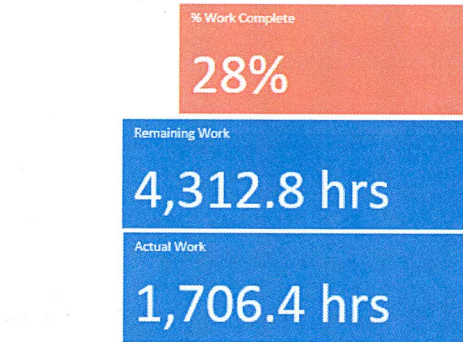 % Work Complete
28%
Remaining Work
4,312.8 hrs
Actual Work
1,706.4 hrs